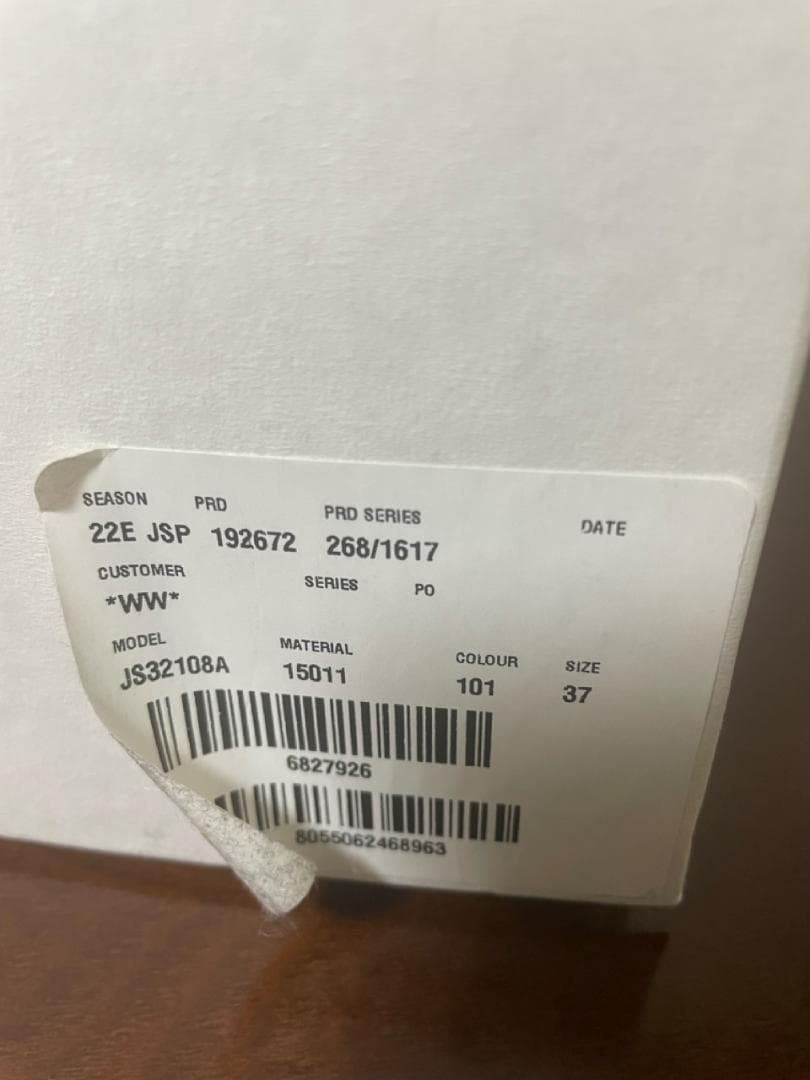 SEASON PRD PRD SERIES DATE
22E JSP 192672 268/1617
CUSTOMER SERIES PO
*WW*
MODEL MATERIAL COLOUR SIZE
JS32108A 15011 101 37
6827926
8055062468963